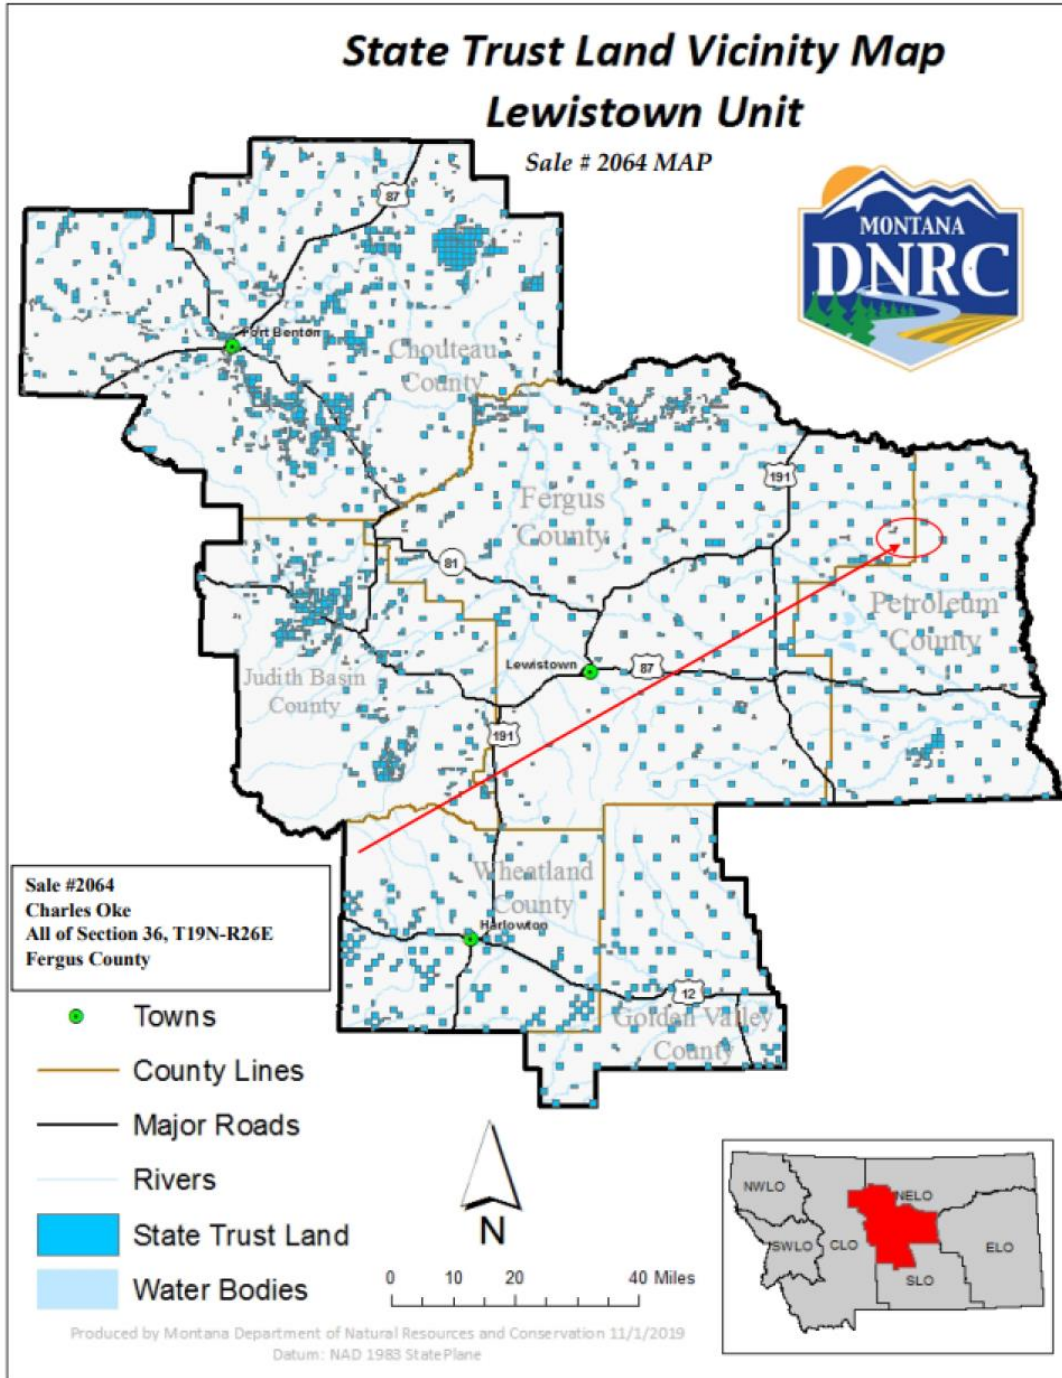 State Trust Land Vicinity Map
Lewistown Unit
Sale # 2064 MAP
MONTANA
DNRC
87
Fort Benton
Chouteau
County
191
Fergus
County
81
Petroleum
County
Lewistown
87
Judith Basin
County
191
Wheatland
County
Harlowton
12
Golden Valley
County
Sale #2064
Charles Oke
All of Section 36, T19N-R26E
Fergus County
Towns
County Lines
Major Roads
Rivers
State Trust Land
Water Bodies
N
0 10 20 40 Miles
NWLO
NELO
SWLO
CLO
ELO
SLO
Produced by Montana Department of Natural Resources and Conservation 11/1/2019
Datum: NAD 1983 StatePlane